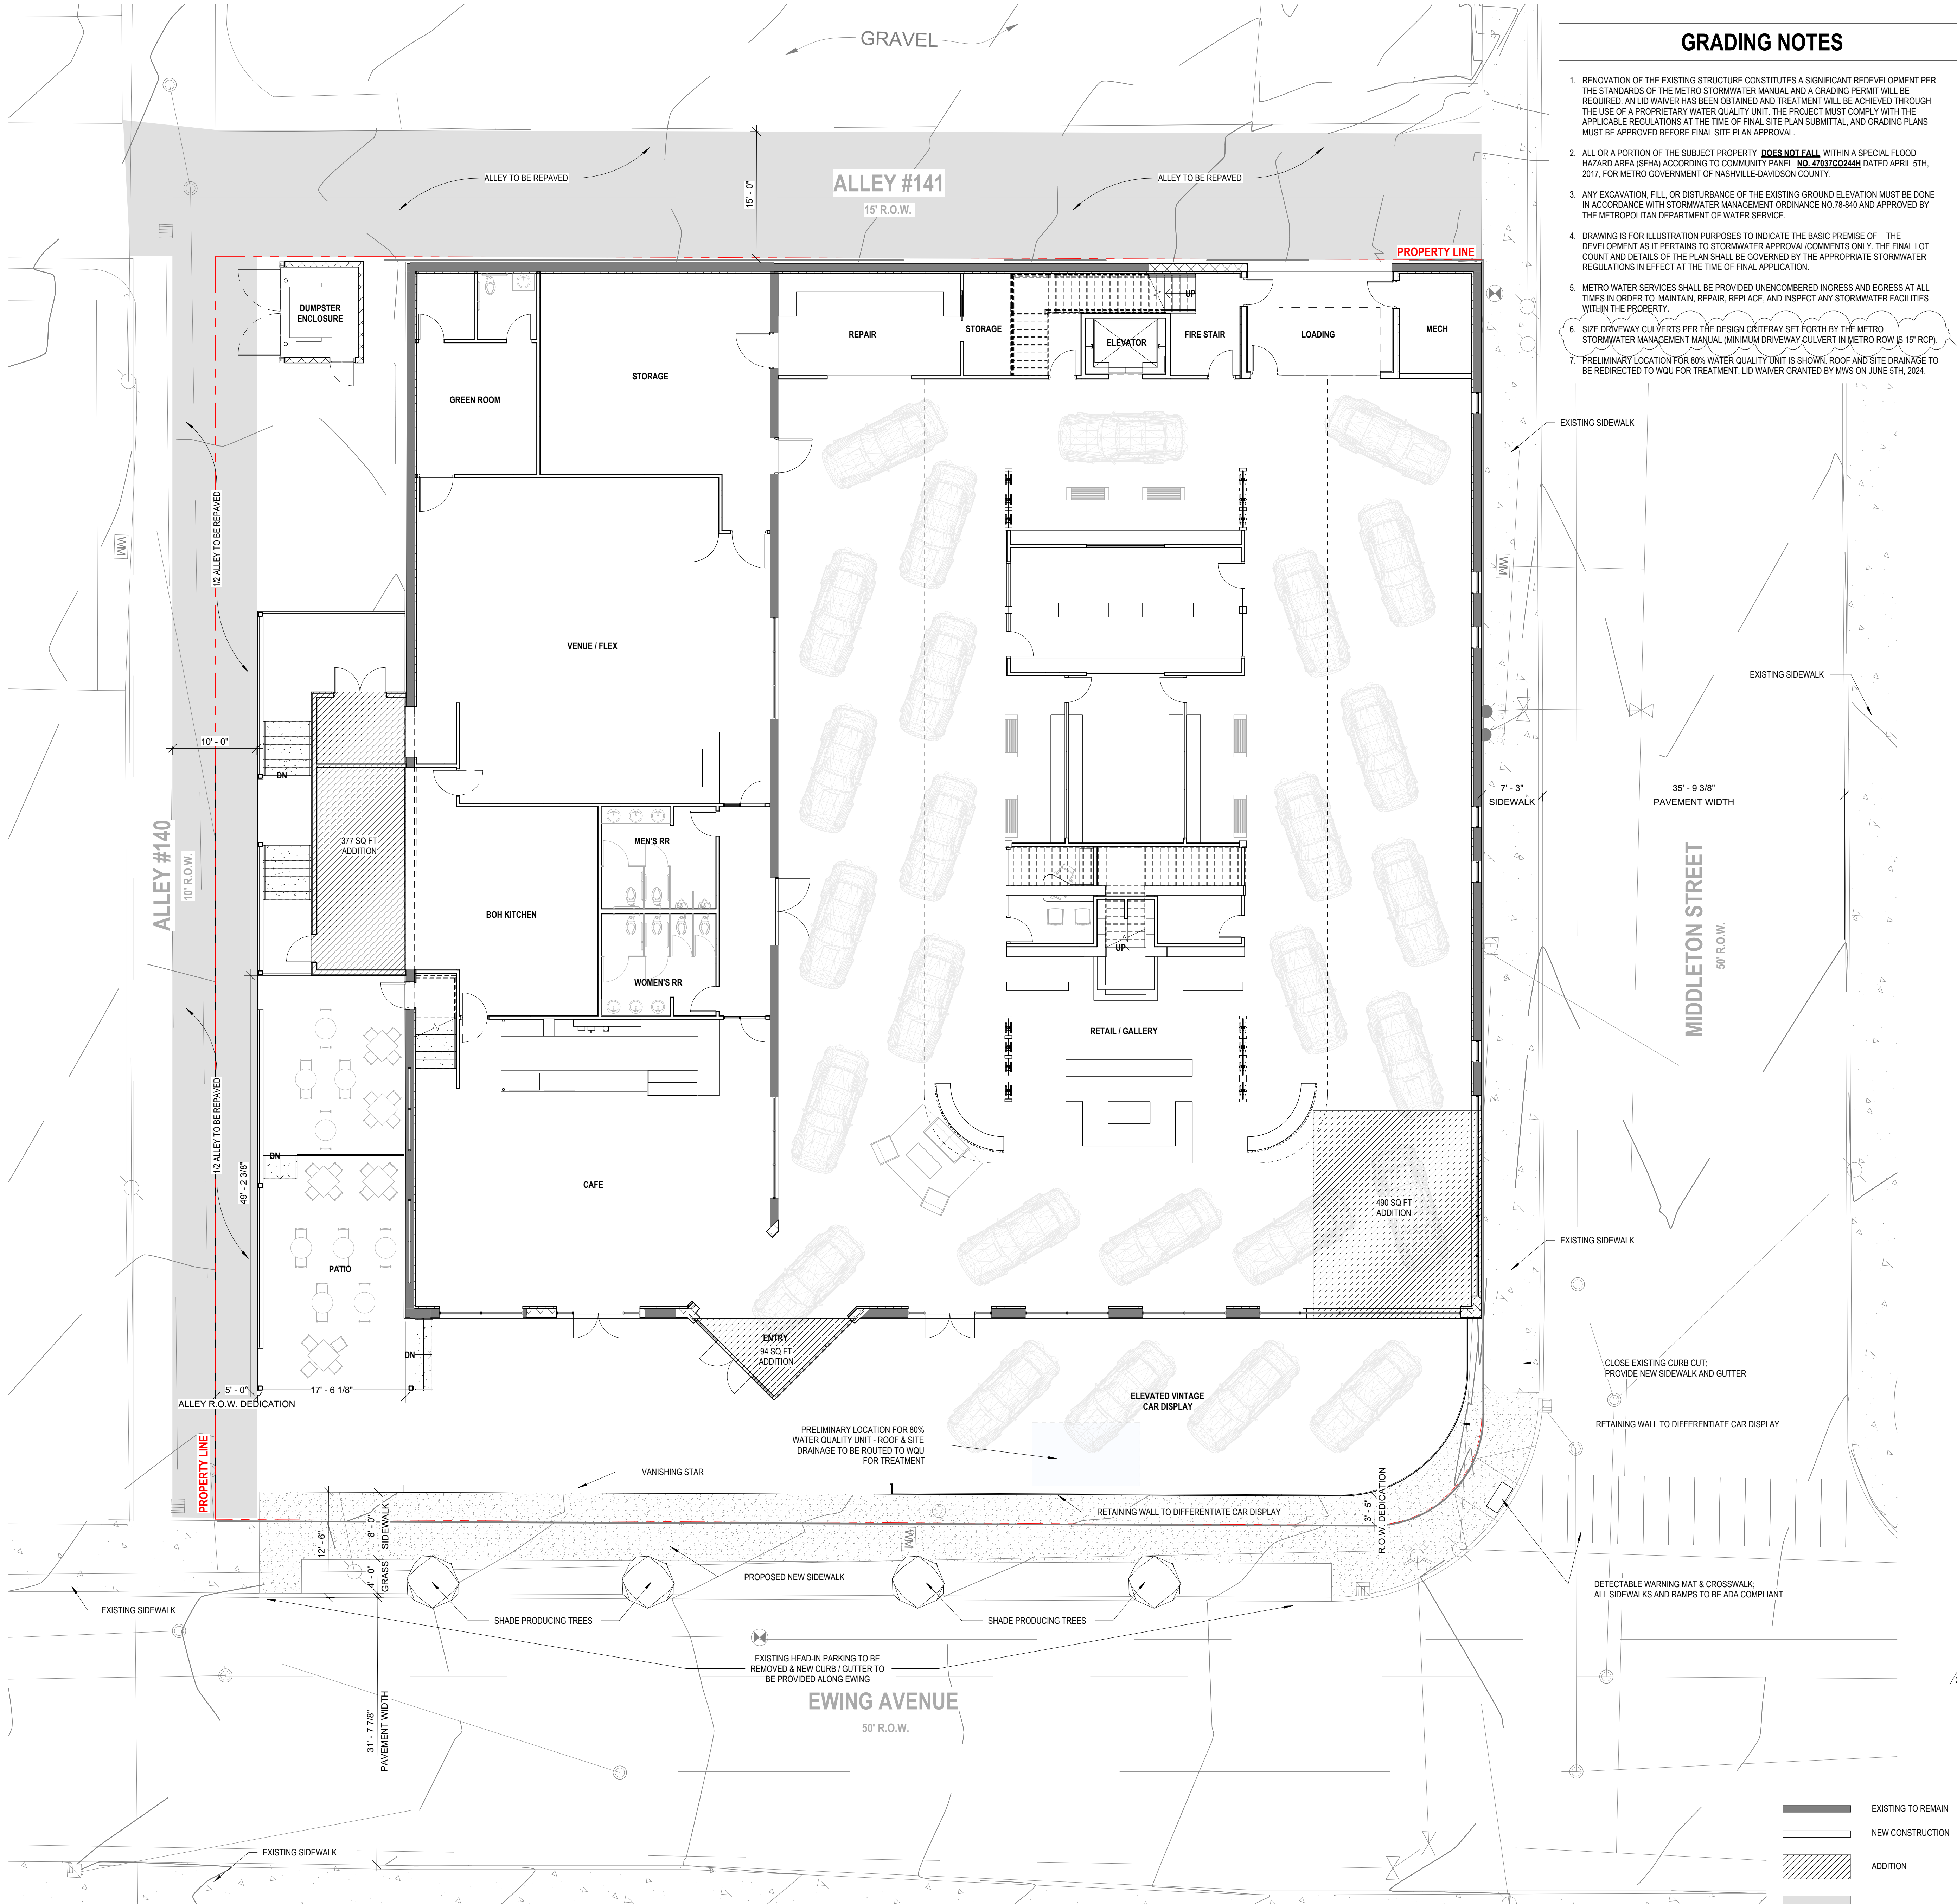 GRAVEL
GRADING NOTES
1. RENOVATION OF THE EXISTING STRUCTURE CONSTITUTES A SIGNIFICANT REDEVELOPMENT PER
THE STANDARDS OF THE METRO STORMWATER MANUAL AND A GRADING PERMIT WILL BE
REQUIRED. AN LID WAIVER HAS BEEN OBTAINED AND TREATMENT WILL BE ACHIEVED THROUGH
THE USE OF A PROPRIETARY WATER QUALITY UNIT. THE PROJECT MUST COMPLY WITH THE
APPLICABLE REGULATIONS AT THE TIME OF FINAL SITE PLAN SUBMITTAL, AND GRADING PLANS
MUST BE APPROVED BEFORE FINAL SITE PLAN APPROVAL.
2. ALL OR A PORTION OF THE SUBJECT PROPERTY DOES NOT FALL WITHIN A SPECIAL FLOOD
HAZARD AREA (SFHA) ACCORDING TO COMMUNITY PANEL NO. 47037CO244H DATED APRIL 5TH,
2017, FOR METRO GOVERNMENT OF NASHVILLE-DAVIDSON COUNTY.
3. ANY EXCAVATION, FILL, OR DISTURBANCE OF THE EXISTING GROUND ELEVATION MUST BE DONE
IN ACCORDANCE WITH STORMWATER MANAGEMENT ORDINANCE NO.78-840 AND APPROVED BY
THE METROPOLITAN DEPARTMENT OF WATER SERVICE.
4. DRAWING IS FOR ILLUSTRATION PURPOSES TO INDICATE THE BASIC PREMISE OF THE
DEVELOPMENT AS IT PERTAINS TO STORMWATER APPROVAL/COMMENTS ONLY. THE FINAL LOT
COUNT AND DETAILS OF THE PLAN SHALL BE GOVERNED BY THE APPROPRIATE STORMWATER
REGULATIONS IN EFFECT AT THE TIME OF FINAL APPLICATION.
5. METRO WATER SERVICES SHALL BE PROVIDED UNENCOMBERED INGRESS AND EGRESS AT ALL
TIMES IN ORDER TO MAINTAIN, REPAIR, REPLACE, AND INSPECT ANY STORMWATER FACILITIES
WITHIN THE PROPERTY.
6. SIZE DRIVEWAY CULVERTS PER THE DESIGN CRITERAY SET FORTH BY THE METRO
STORMWATER MANAGEMENT MANUAL (MINIMUM DRIVEWAY CULVERT IN METRO ROW IS 15" RCP).
7. PRELIMINARY LOCATION FOR 80% WATER QUALITY UNIT IS SHOWN. ROOF AND SITE DRAINAGE TO
BE REDIRECTED TO WQU FOR TREATMENT. LID WAIVER GRANTED BY MWS ON JUNE 5TH, 2024.
ALLEY TO BE REPAVED
15' - 0"
ALLEY #141
15' R.O.W.
ALLEY TO BE REPAVED
PROPERTY LINE
DUMPSTER
ENCLOSURE
REPAIR
STORAGE
ELEVATOR
UP
FIRE STAIR
LOADING
MECH
STORAGE
GREEN ROOM
EXISTING SIDEWALK
1/2 ALLEY TO BE REPAVED
WM
WM
VENUE / FLEX
EXISTING SIDEWALK
10' - 0"
DN
7' - 3"
SIDEWALK
35' - 9 3/8"
PAVEMENT WIDTH
ALLEY #140
10' R.O.W.
377 SQ FT
ADDITION
MEN'S RR
BOH KITCHEN
WOMEN'S RR
UP
MIDDLETON STREET
50' R.O.W.
RETAIL / GALLERY
1/2 ALLEY TO BE REPAVED
49' - 2 3/8"
DN
CAFE
490 SQ FT
ADDITION
EXISTING SIDEWALK
PATIO
DN
ENTRY
94 SQ FT
ADDITION
CLOSE EXISTING CURB CUT;
PROVIDE NEW SIDEWALK AND GUTTER
5' - 0"
17' - 6 1/8"
ALLEY R.O.W. DEDICATION
ELEVATED VINTAGE
CAR DISPLAY
RETAINING WALL TO DIFFERENTIATE CAR DISPLAY
PRELIMINARY LOCATION FOR 80%
WATER QUALITY UNIT - ROOF & SITE
DRAINAGE TO BE ROUTED TO WQU
FOR TREATMENT
PROPERTY LINE
VANISHING STAR
RETAINING WALL TO DIFFERENTIATE CAR DISPLAY
3' - 5"
R.O.W. DEDICATION
12' - 6"
8' - 0"
SIDEWALK
WM
4' - 0"
GRASS
PROPOSED NEW SIDEWALK
DETECTABLE WARNING MAT & CROSSWALK;
ALL SIDEWALKS AND RAMPS TO BE ADA COMPLIANT
EXISTING SIDEWALK
SHADE PRODUCING TREES
SHADE PRODUCING TREES
EXISTING HEAD-IN PARKING TO BE
REMOVED & NEW CURB / GUTTER TO
BE PROVIDED ALONG EWING
EWING AVENUE
50' R.O.W.
31' - 7 7/8"
PAVEMENT WIDTH
EXISTING SIDEWALK
EXISTING TO REMAIN
NEW CONSTRUCTION
ADDITION